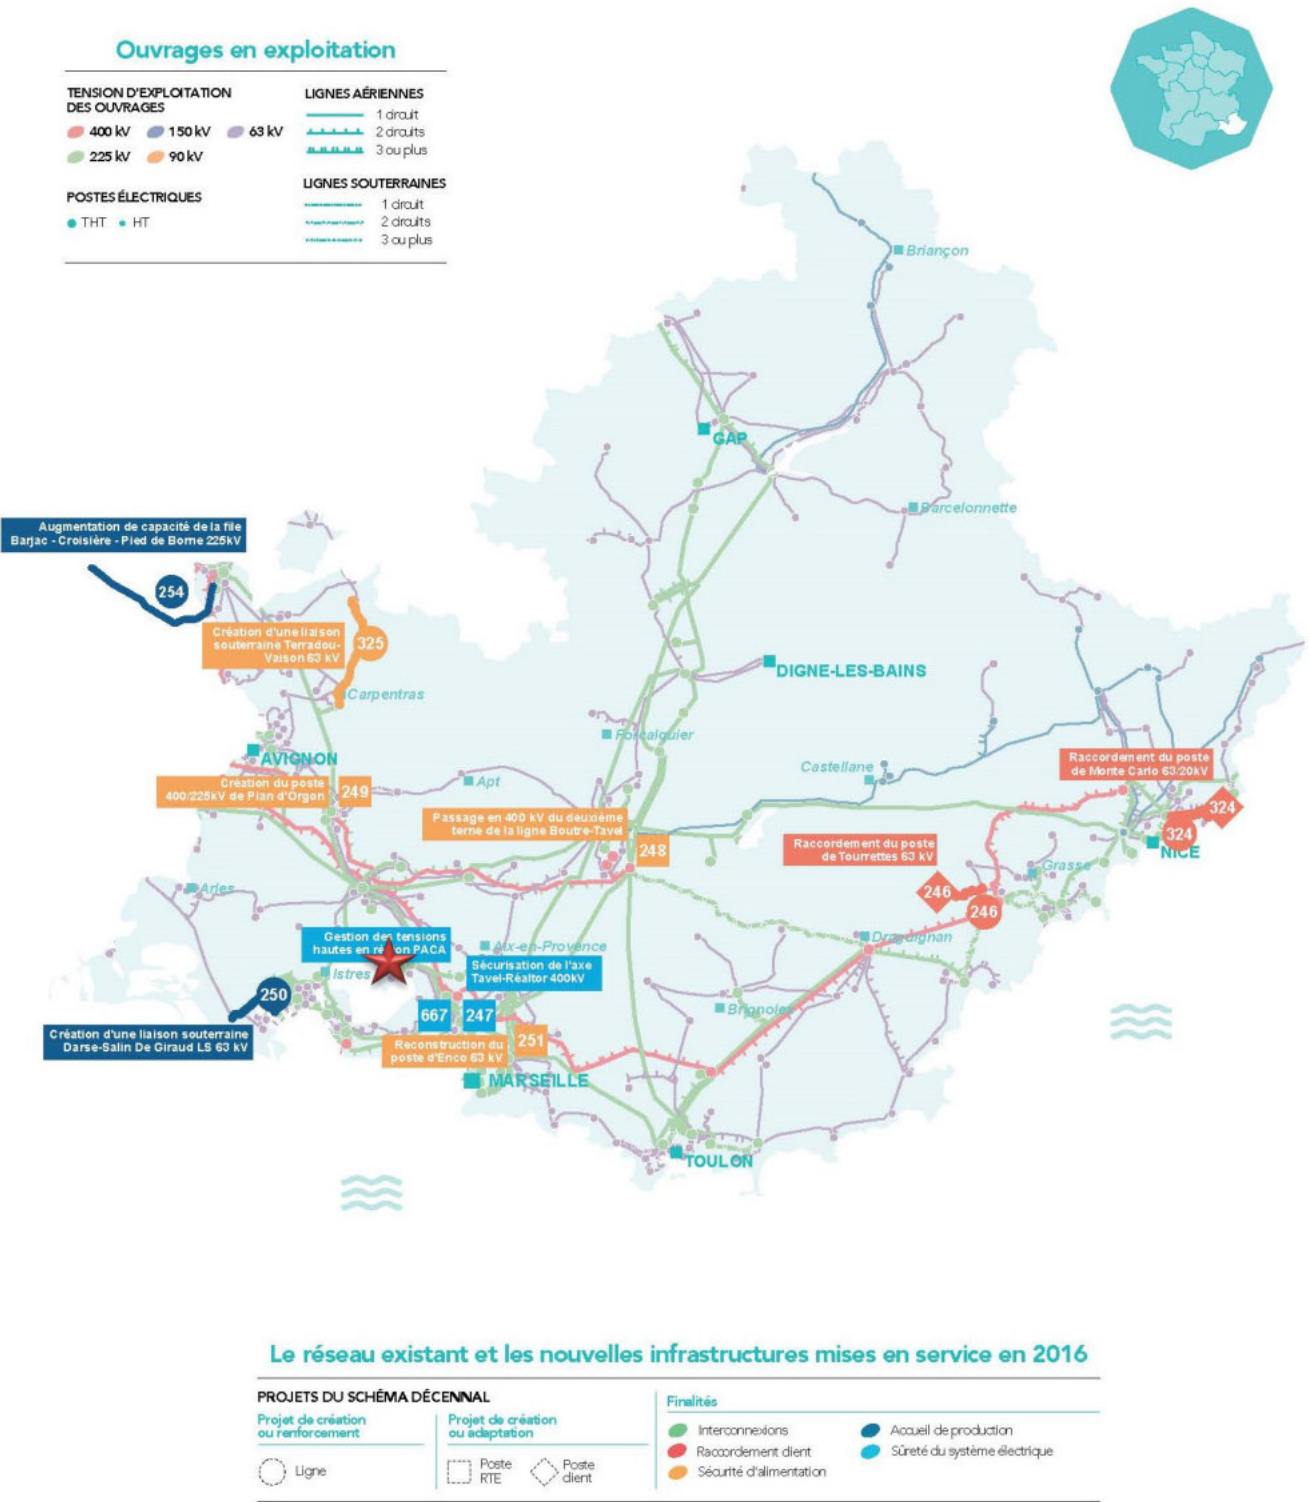 Ouvrages en exploitation
TENSION D'EXPLOITATION
DES OUVRAGES
400 kV
150 kV
63 kV
225 kV
90 kV
POSTES ÉLECTRIQUES
THT
HT
LIGNES AÉRIENNES
1 circuit
2 circuits
3 ou plus
LIGNES SOUTERRAINES
1 circuit
2 circuits
3 ou plus
Briançon
GAP
Barcelonnette
Augmentation de capacité de la file
Barjac - Croisière - Pied de Borne 225kV
254
Création d'une liaison
souterraine Terradou-
Vaison 63 kV
325
Carpentras
DIGNE-LES-BAINS
Forcalquier
AVIGNON
Castellane
Apt
Création du poste
400/225kV de Plan d'Orgon
249
Raccordement du poste
de Monte Carlo 63/20kV
324
324
NICE
Passage en 400 kV du deuxième
terne de la ligne Boutre-Tavel
248
Raccordement du poste
de Tourrettes 63 kV
246
246
Grasse
Arles
Draguignan
Gestion des tensions
hautes en région PACA
Aix-en-Provence
Istres
Sécurisation de l'axe
Tavel-Réaltor 400kV
250
667
247
Brignoles
Création d'une liaison souterraine
Darse-Salin De Giraud LS 63 kV
Reconstruction du
poste d'Enco 63 kV
251
MARSEILLE
TOULON
Le réseau existant et les nouvelles infrastructures mises en service en 2016
PROJETS DU SCHÉMA DÉCENNAL
Projet de création
ou renforcement
Ligne
Projet de création
ou adaptation
Poste
RTE
Poste
client
Finalités
Interconnexions
Raccordement client
Sécurité d'alimentation
Accueil de production
Sûreté du système électrique